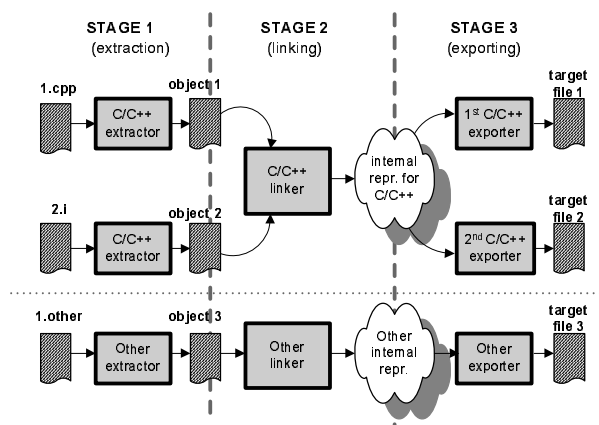 STAGE 1
(extraction)
STAGE 2
(linking)
STAGE 3
(exporting)
1.cpp
C/C++
extractor
object 1
2.i
C/C++
extractor
object 2
C/C++
linker
internal
repr. for
C/C++
1st C/C++
exporter
target
file 1
2nd C/C++
exporter
target
file 2
1.other
Other
extractor
object 3
Other
linker
Other
internal
repr.
Other
exporter
target
file 3